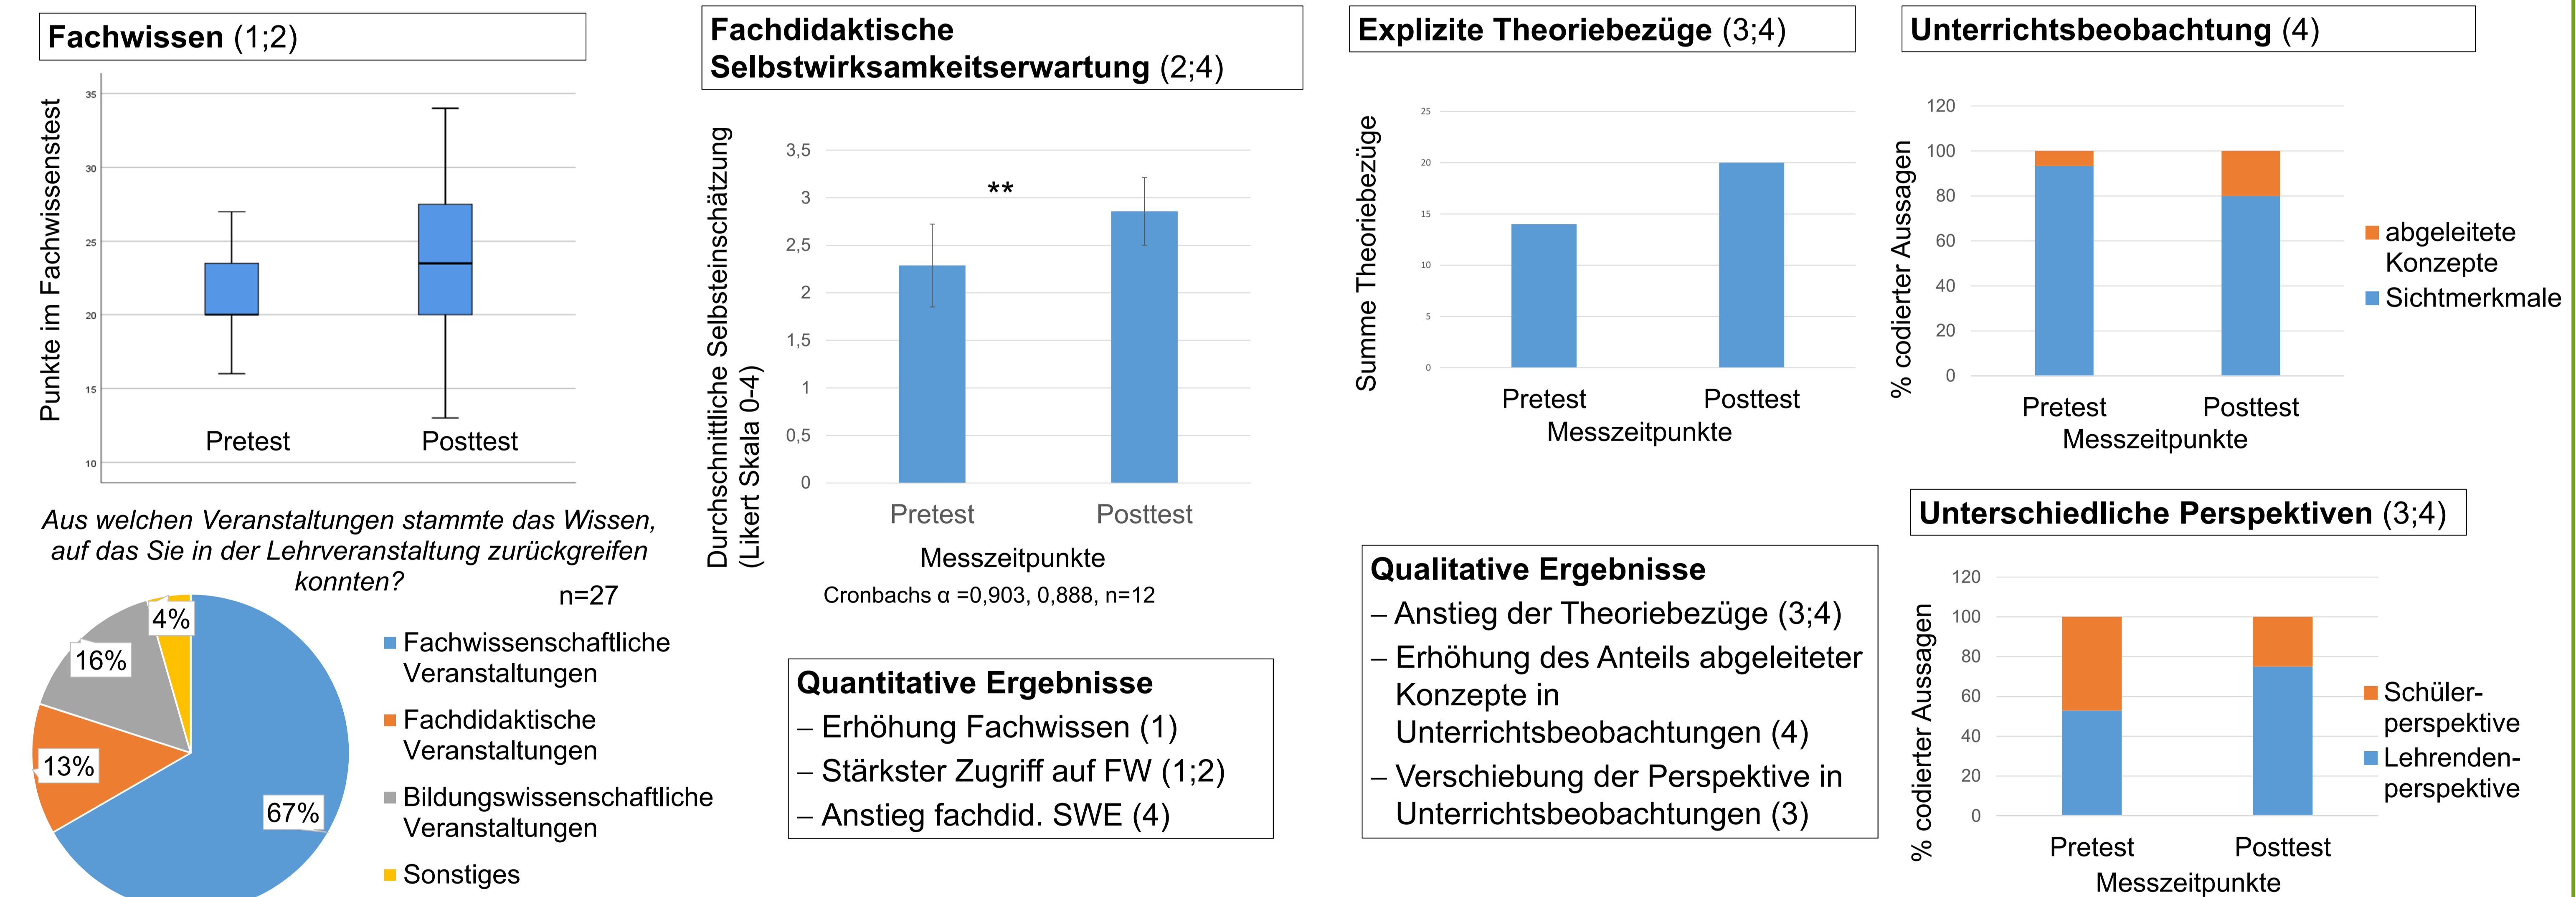 Fachwissen (1;2)
Punkte im Fachwissenstest
35
30
25
20
15
10
Pretest
Posttest
Aus welchen Veranstaltungen stammte das Wissen,
auf das Sie in der Lehrveranstaltung zurückgreifen
konnten?
n=27
4%
16%
13%
67%
Fachwissenschaftliche
Veranstaltungen
Fachdidaktische
Veranstaltungen
Bildungswissenschaftliche
Veranstaltungen
Sonstiges
Fachdidaktische
Selbstwirksamkeitserwartung (2;4)
Durchschnittliche Selbsteinschätzung
(Likert Skala 0-4)
3,5
3
2,5
2
1,5
1
0,5
0
**
Pretest
Posttest
Messzeitpunkte
Cronbachs α =0,903, 0,888, n=12
Quantitative Ergebnisse
– Erhöhung Fachwissen (1)
– Stärkster Zugriff auf FW (1;2)
– Anstieg fachdid. SWE (4)
Explizite Theoriebezüge (3;4)
Summe Theoriebezüge
25
20
15
10
5
0
Pretest
Posttest
Messzeitpunkte
Qualitative Ergebnisse
– Anstieg der Theoriebezüge (3;4)
– Erhöhung des Anteils abgeleiteter
Konzepte in
Unterrichtsbeobachtungen (4)
– Verschiebung der Perspektive in
Unterrichtsbeobachtungen (3)
Unterrichtsbeobachtung (4)
% codierter Aussagen
120
100
80
60
40
20
0
Pretest
Posttest
Messzeitpunkte
abgeleitete
Konzepte
Sichtmerkmale
Unterschiedliche Perspektiven (3;4)
% codierter Aussagen
120
100
80
60
40
20
0
Pretest
Posttest
Messzeitpunkte
Schüler-
perspektive
Lehrenden-
perspektive